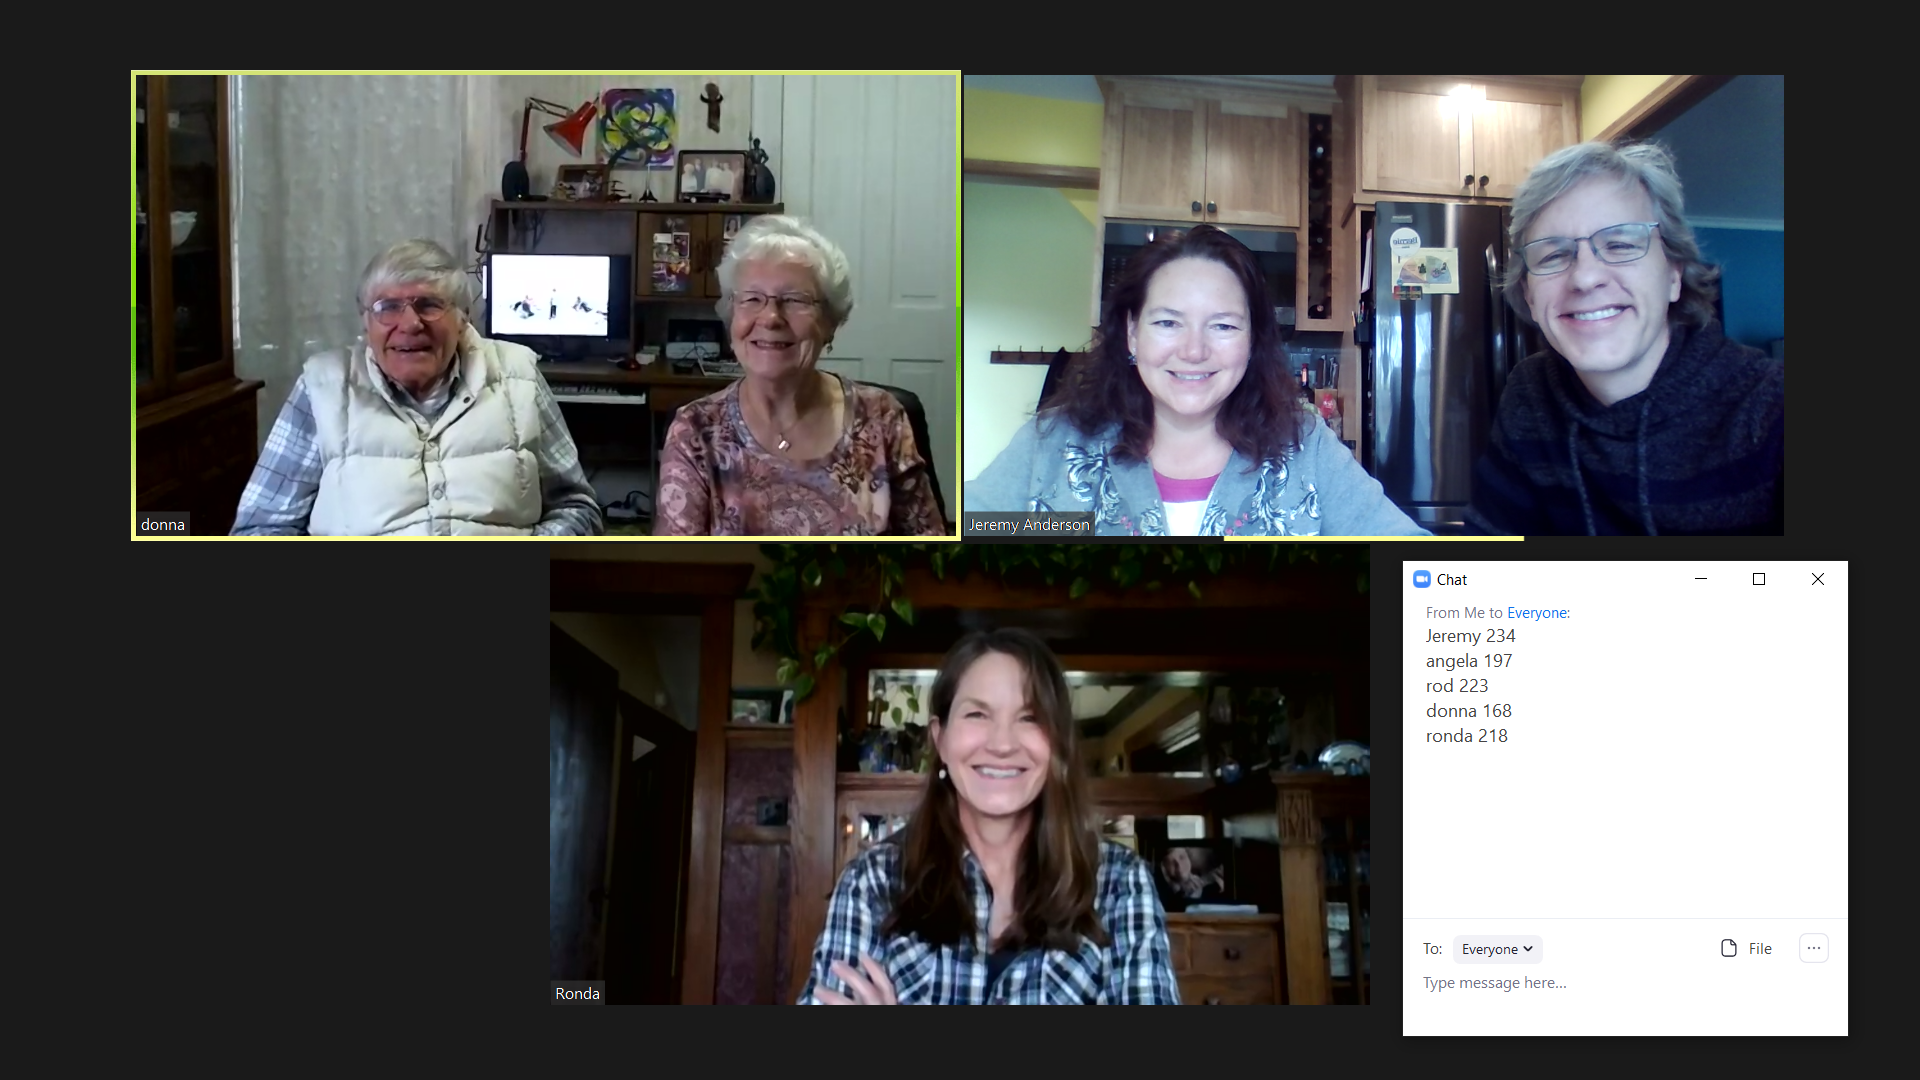 donna
Jeremy Anderson
Ronda
Chat
From Me to Everyone:
Jeremy 234
angela 197
rod 223
donna 168
ronda 218
To: Everyone File
Type message here...